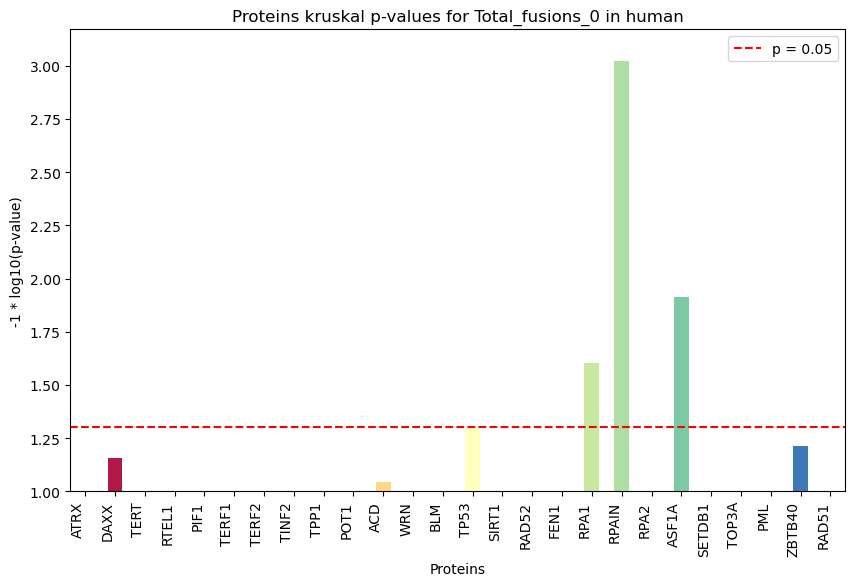 Proteins kruskal p-values for Total_fusions_0 in human
p = 0.05
-1 * log10(p-value)
3.00
2.75
2.50
2.25
2.00
1.75
1.50
1.25
1.00
ATRX
DAXX
TERT
RTEL1
PIF1
TERF1
TERF2
TINF2
TPP1
POT1
ACD
WRN
BLM
TP53
SIRT1
RAD52
FEN1
RPA1
RPAIN
RPA2
ASF1A
SETDB1
TOP3A
PML
ZBTB40
RAD51
Proteins